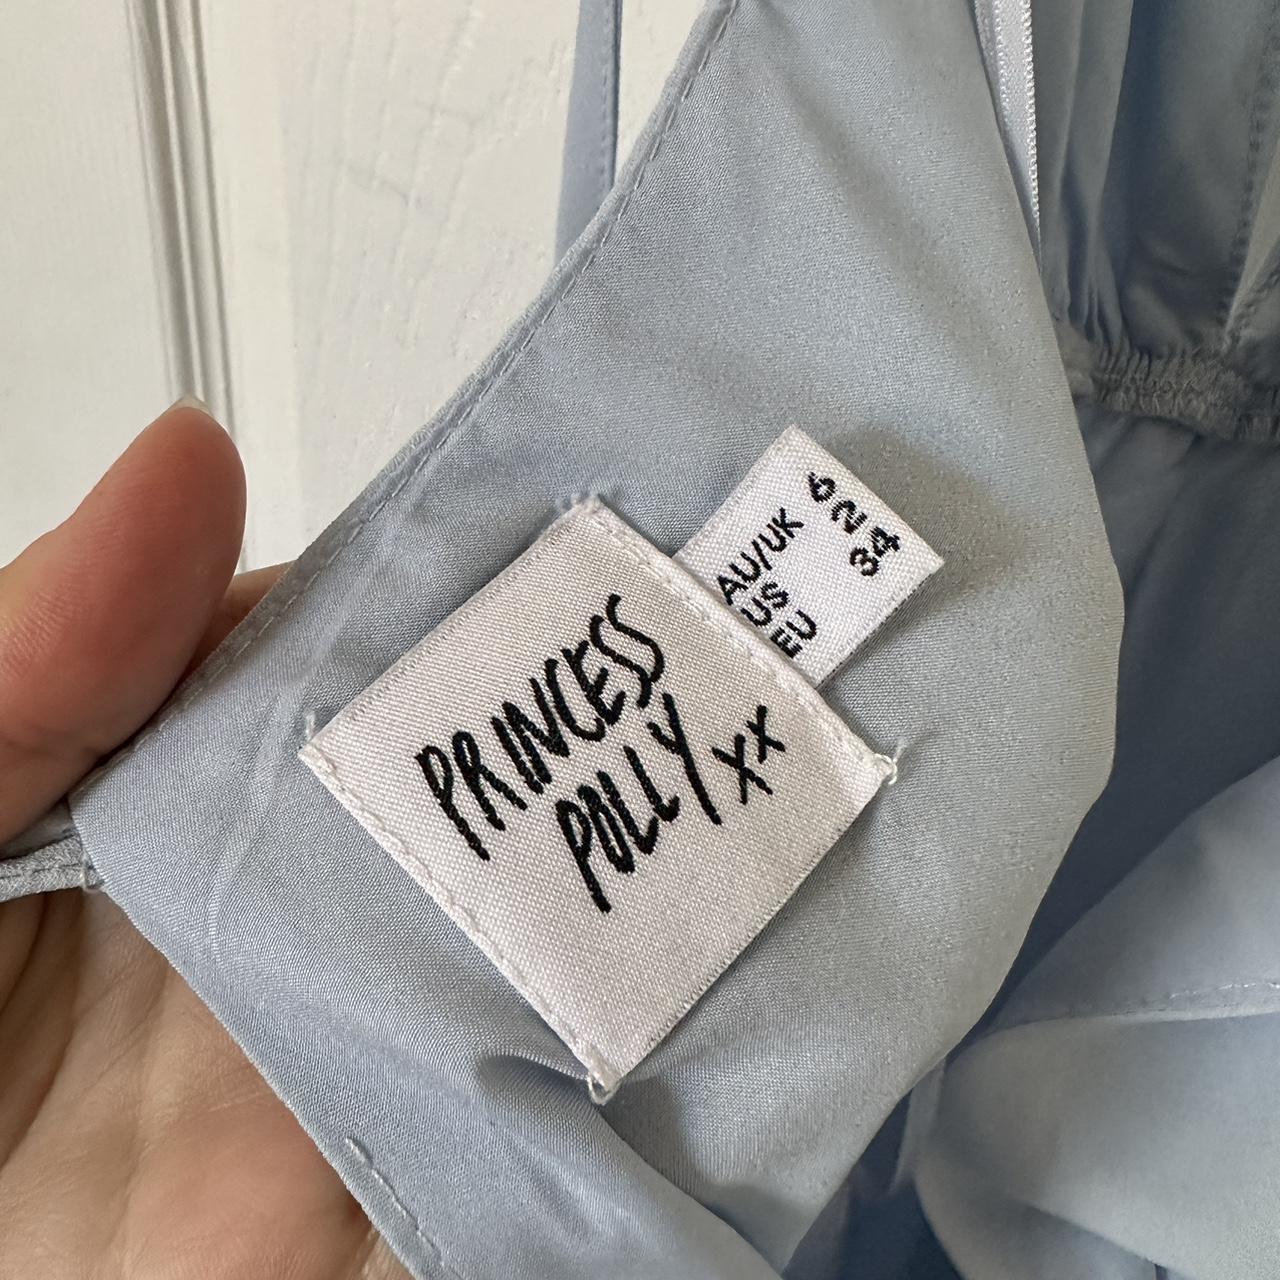 AU/UK 6
US 2
EU 34
PRINCESS
POLLY xx